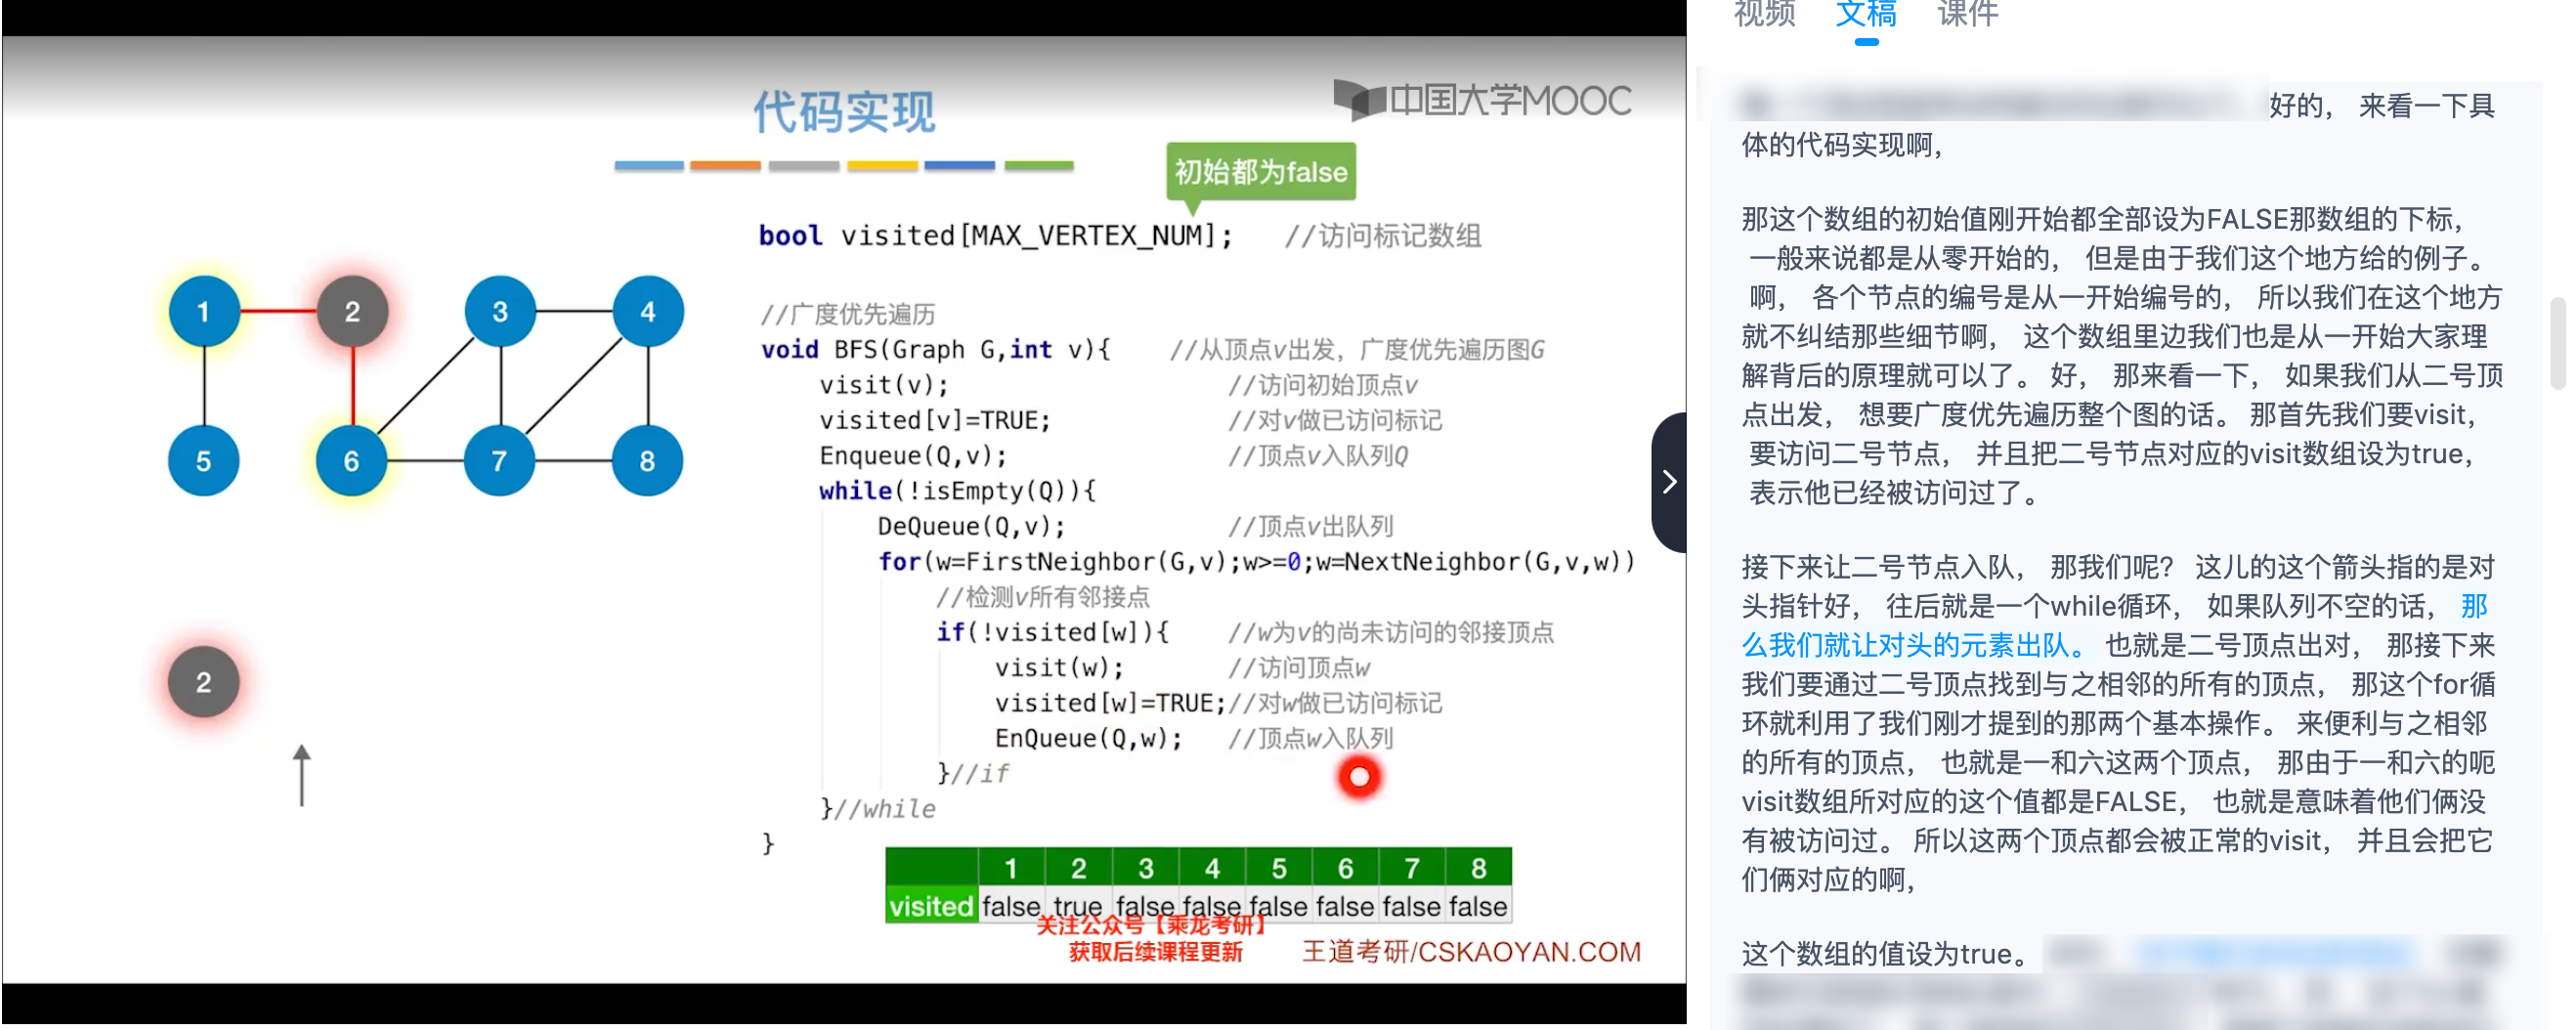 代码实现
中国大学MOOC
初始都为false
bool visited[MAX_VERTEX_NUM]; //访问标记数组
//广度优先遍历
void BFS(Graph G,int v){ //从顶点v出发，广度优先遍历图G
visit(v); //访问初始顶点v
visited[v]=TRUE; //对v做已访问标记
Enqueue(Q,v); //顶点v入队列Q
while(!isEmpty(Q)){
DeQueue(Q,v); //顶点v出队列
for(w=FirstNeighbor(G,v);w>=0;w=NextNeighbor(G,v,w))
//检测v所有邻接点
if(!visited[w]){ //w为v的尚未访问的邻接顶点
visit(w); //访问顶点w
visited[w]=TRUE;//对w做已访问标记
EnQueue(Q,w); //顶点w入队列
}//if
}//while
}
1 2 3 4
5 6 7 8
2
1 2 3 4 5 6 7 8
visited false true false false false false false false
关注公众号【乘龙考研】
获取后续课程更新
王道考研/CSKAOYAN.COM
视频 文稿 课件
好的， 来看一下具
体的代码实现啊，
那这个数组的初始值刚开始都全部设为FALSE那数组的下标，
一般来说都是从零开始的， 但是由于我们这个地方给的例子。
啊， 各个节点的编号是从一开始编号的， 所以我们在这个地方
就不纠结那些细节啊， 这个数组里边我们也是从一开始大家理
解背后的原理就可以了。 好， 那来看一下， 如果我们从二号顶
点出发， 想要广度优先遍历整个图的话。 那首先我们要visit，
要访问二号节点， 并且把二号节点对应的visit数组设为true，
表示他已经被访问过了。
接下来让二号节点入队， 那我们呢？ 这儿的这个箭头指的是对
头指针好， 往后就是一个while循环， 如果队列不空的话， 那
么我们就让对头的元素出队。 也就是二号顶点出对， 那接下来
我们要通过二号顶点找到与之相邻的所有的顶点， 那这个for循
环就利用了我们刚才提到的那两个基本操作。 来便利与之相邻
的所有的顶点， 也就是一和六这两个顶点， 那由于一和六的呃
visit数组所对应的这个值都是FALSE， 也就是意味着他们俩没
有被访问过。 所以这两个顶点都会被正常的visit， 并且会把它
们俩对应的啊，
这个数组的值设为true。